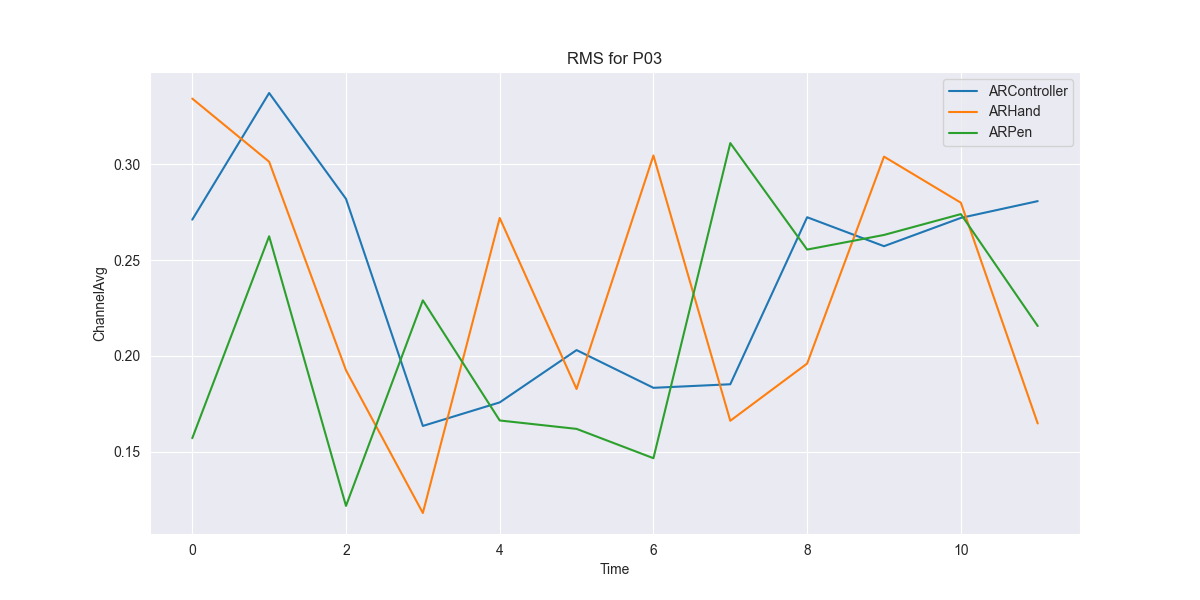 RMS for P03
ARController
ARHand
ARPen
ChannelAvg
0.30
0.25
0.20
0.15
0 2 4 6 8 10
Time